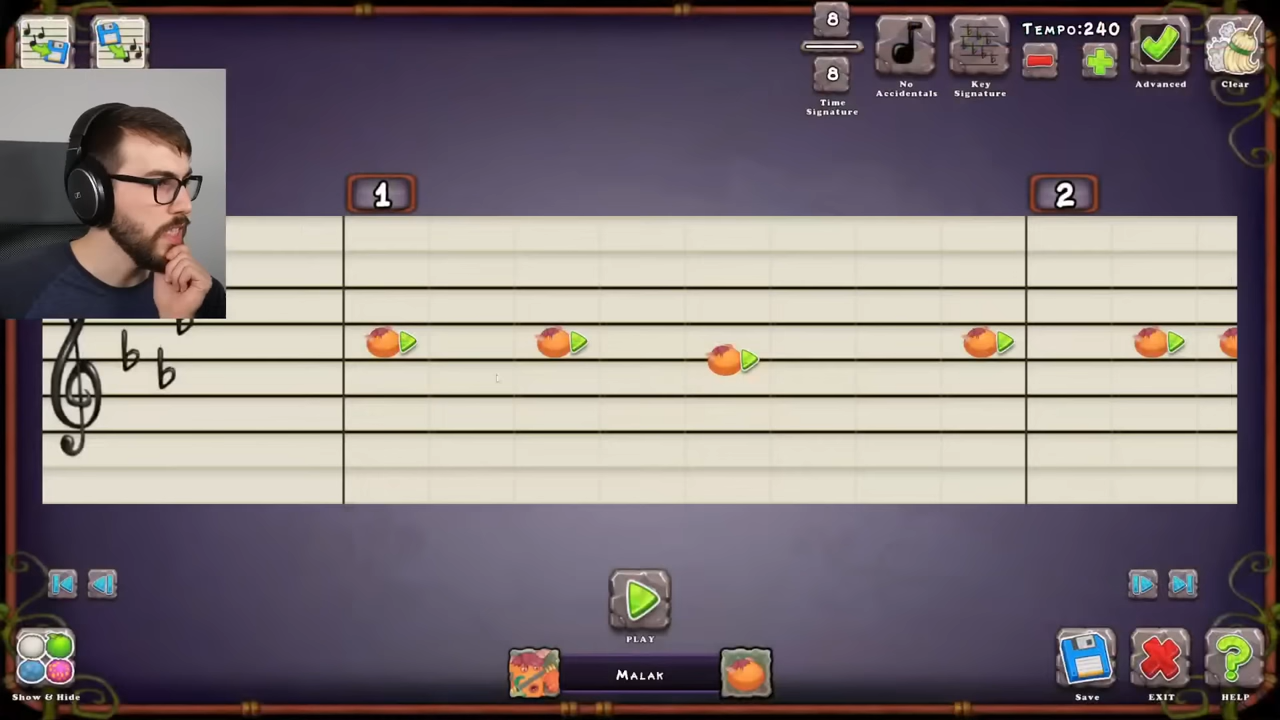 8
8
Time
Signature
No
Accidentals
Key
Signature
Tempo:240
Advanced
Clear
1
2
Play
Malak
Show & Hide
Save
Exit
Help